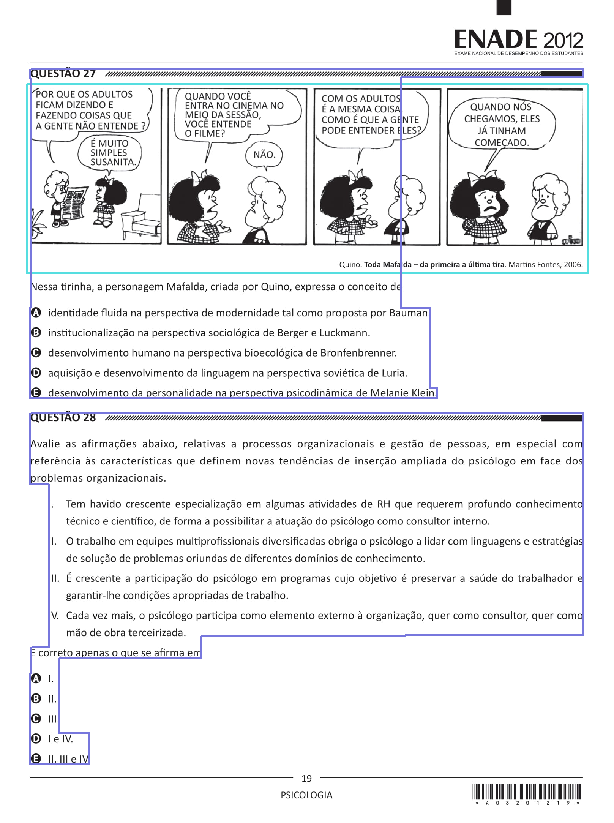 ENADE 2012
EXAME NACIONAL DE DESEMPENHO DOS ESTUDANTES
QUESTÃO 27
POR QUE OS ADULTOS
FICAM DIZENDO E
FAZENDO COISAS QUE
A GENTE NÃO ENTENDE ?
É MUITO
SIMPLES
SUSANITA.
QUANDO VOCÊ
ENTRA NO CINEMA NO
MEIO DA SESSÃO,
VOCÊ ENTENDE
O FILME?
NÃO.
COM OS ADULTOS
É A MESMA COISA
COMO É QUE A GENTE
PODE ENTENDER ELES?
QUANDO NÓS
CHEGAMOS, ELES
JÁ TINHAM
COMEÇADO.
Quino. Toda Mafalda – da primeira a última tira. Martins Fontes, 2006.
Nessa tirinha, a personagem Mafalda, criada por Quino, expressa o conceito de
A identidade fluida na perspectiva de modernidade tal como proposta por Bauman.
B institucionalização na perspectiva sociológica de Berger e Luckmann.
C desenvolvimento humano na perspectiva bioecológica de Bronfenbrenner.
D aquisição e desenvolvimento da linguagem na perspectiva soviética de Luria.
E desenvolvimento da personalidade na perspectiva psicodinâmica de Melanie Klein.
QUESTÃO 28
Avalie as afirmações abaixo, relativas a processos organizacionais e gestão de pessoas, em especial com
referência às características que definem novas tendências de inserção ampliada do psicólogo em face dos
problemas organizacionais.
I. Tem havido crescente especialização em algumas atividades de RH que requerem profundo conhecimento
técnico e científico, de forma a possibilitar a atuação do psicólogo como consultor interno.
II. O trabalho em equipes multiprofissionais diversificadas obriga o psicólogo a lidar com linguagens e estratégias
de solução de problemas oriundas de diferentes domínios de conhecimento.
III. É crescente a participação do psicólogo em programas cujo objetivo é preservar a saúde do trabalhador e
garantir-lhe condições apropriadas de trabalho.
IV. Cada vez mais, o psicólogo participa como elemento externo à organização, quer como consultor, quer como
mão de obra terceirizada.
É correto apenas o que se afirma em
A I.
B II.
C III.
D I e IV.
E II, III e IV.
19
PSICOLOGIA
*A0320121 9*